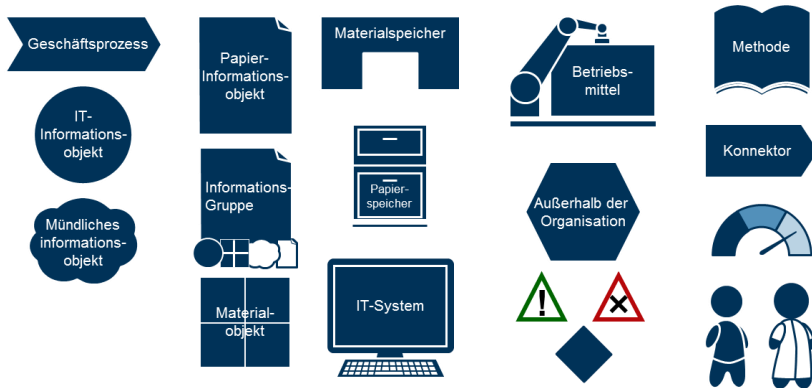 Geschäftsprozess
IT-
Informations-
objekt
Mündliches
informations-
objekt
Papier-
Informations-
objekt
Informations-
Gruppe
Material-
objekt
Materialspeicher
Papier-
speicher
IT-System
Betriebs-
mittel
Außerhalb der
Organisation
!
Methode
Konnektor